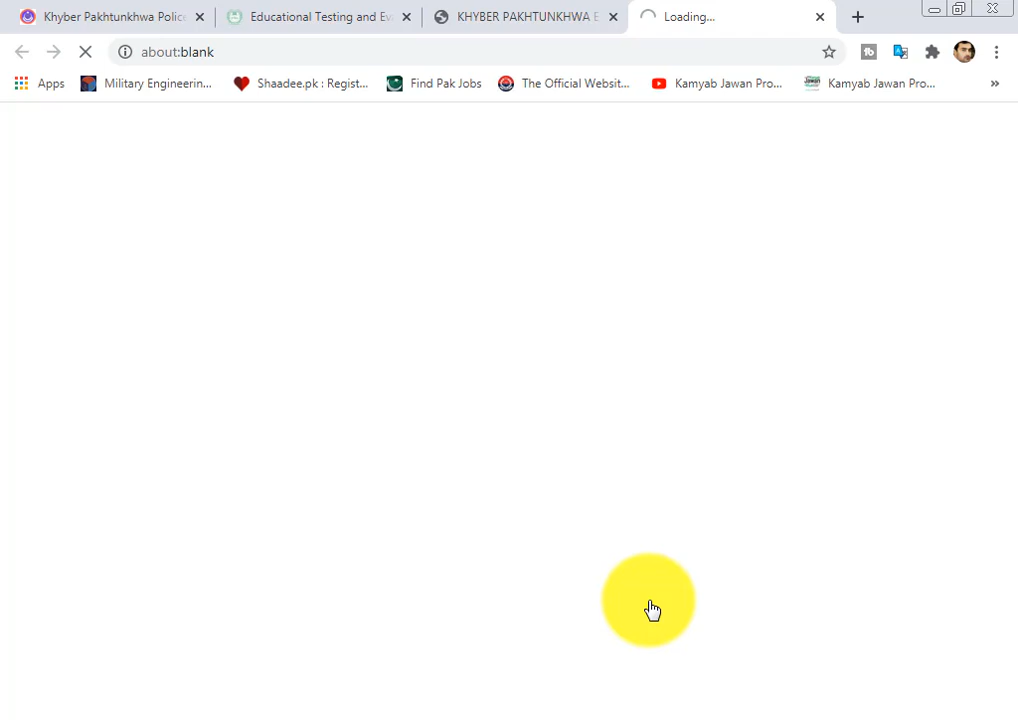 Khyber Pakhtunkhwa Police
Educational Testing and Ev
KHYBER PAKHTUNKHWA E
Loading...
about:blank
Apps
Military Engineerin...
Shaadee.pk : Regist...
Find Pak Jobs
The Official Websit...
Kamyab Jawan Pro...
Kamyab Jawan Pro...